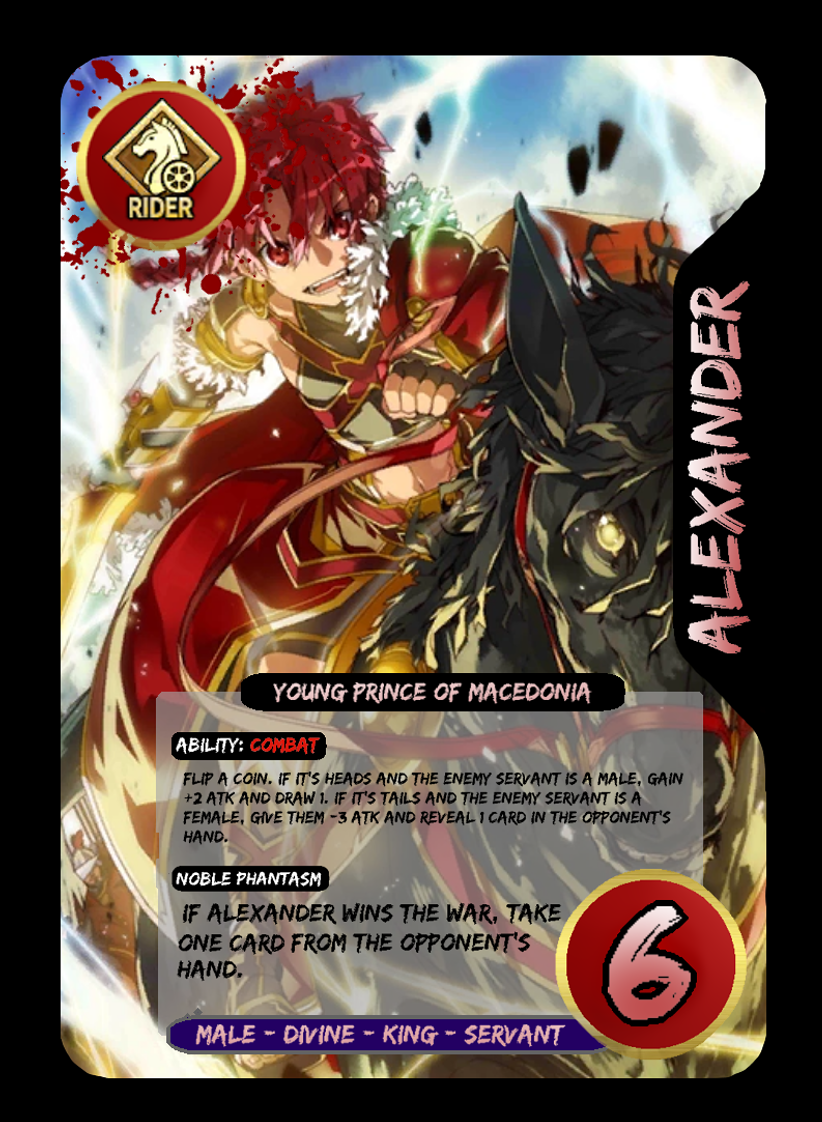 RIDER
ALEXANDER
YOUNG PRINCE OF MACEDONIA
ABILITY: COMBAT
FLIP A COIN. IF IT'S HEADS AND THE ENEMY SERVANT IS A MALE, GAIN
+2 ATK AND DRAW 1. IF IT'S TAILS AND THE ENEMY SERVANT IS A
FEMALE, GIVE THEM -3 ATK AND REVEAL 1 CARD IN THE OPPONENT'S
HAND.
NOBLE PHANTASM
IF ALEXANDER WINS THE WAR, TAKE
ONE CARD FROM THE OPPONENT'S
HAND.
6
MALE - DIVINE - KING - SERVANT